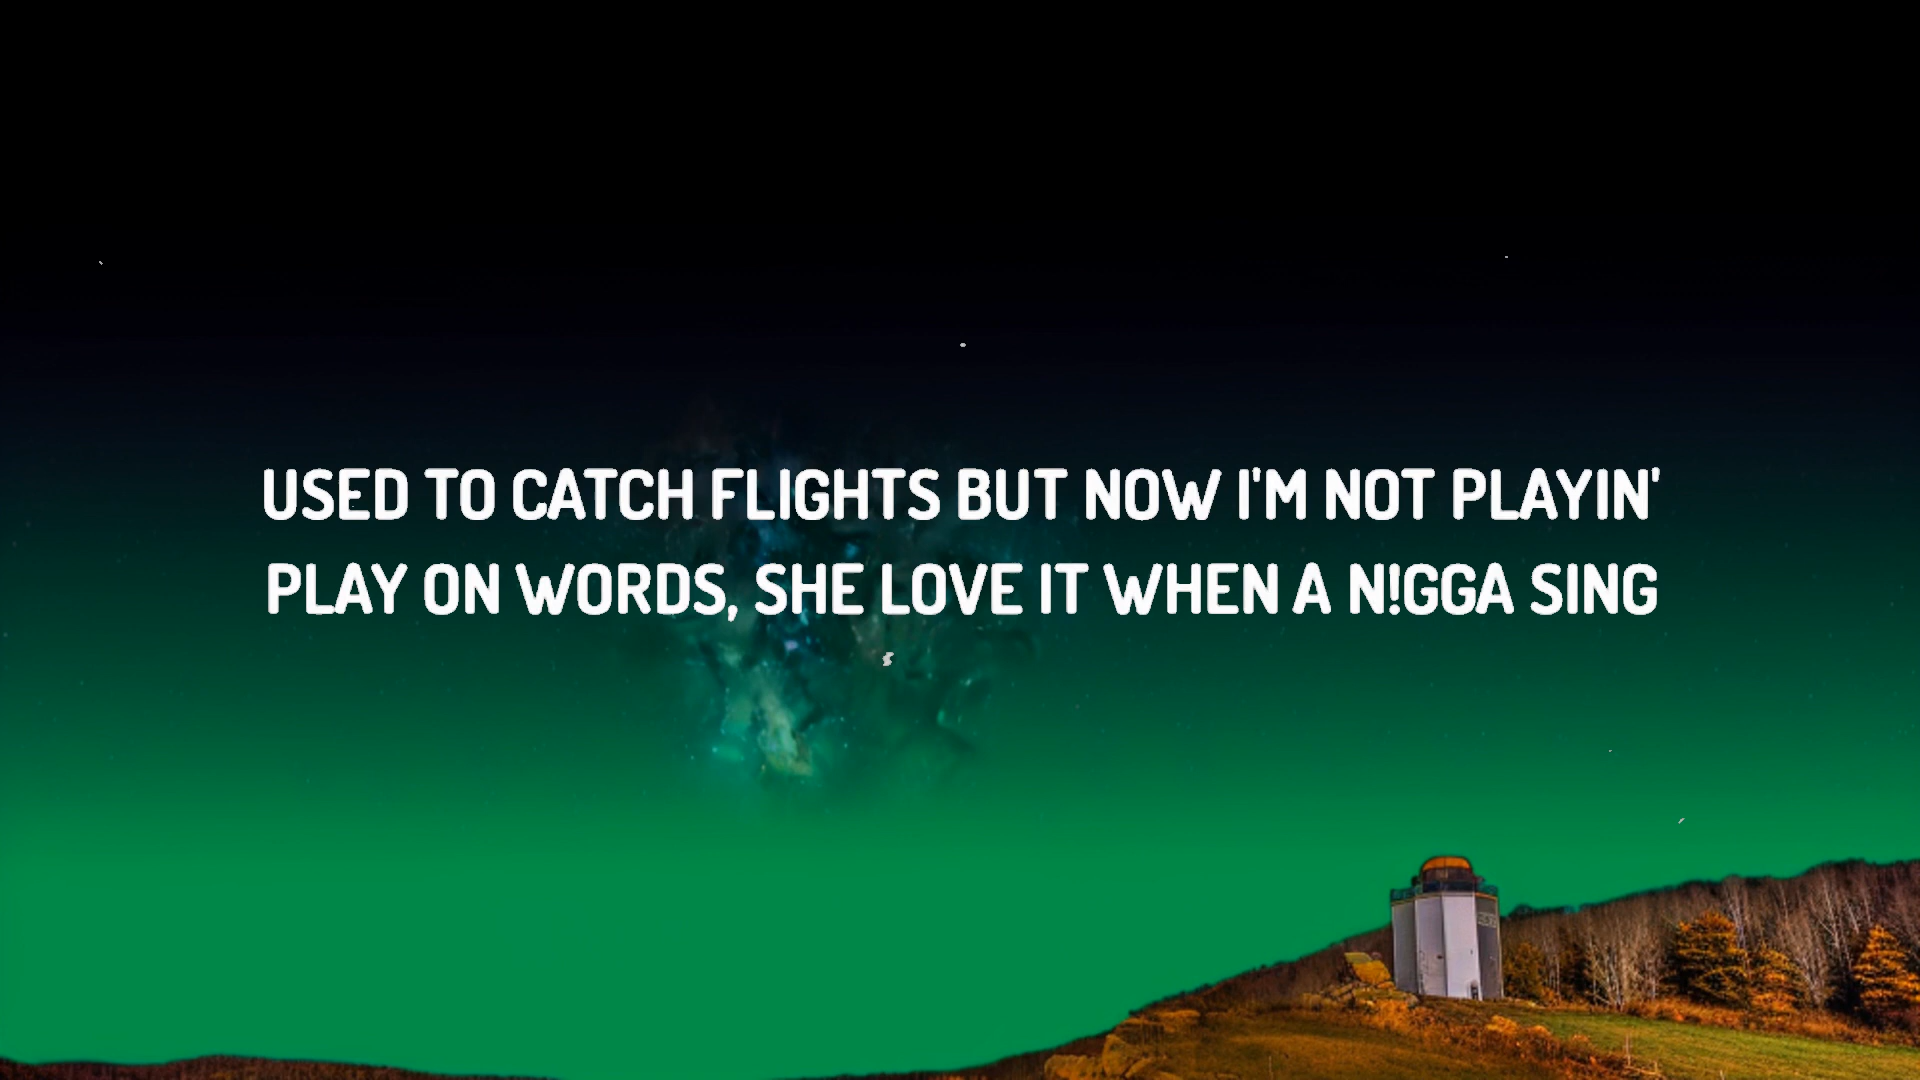 USED TO CATCH FLIGHTS BUT NOW I'M NOT PLAYIN'
PLAY ON WORDS, SHE LOVE IT WHEN A N!GGA SING